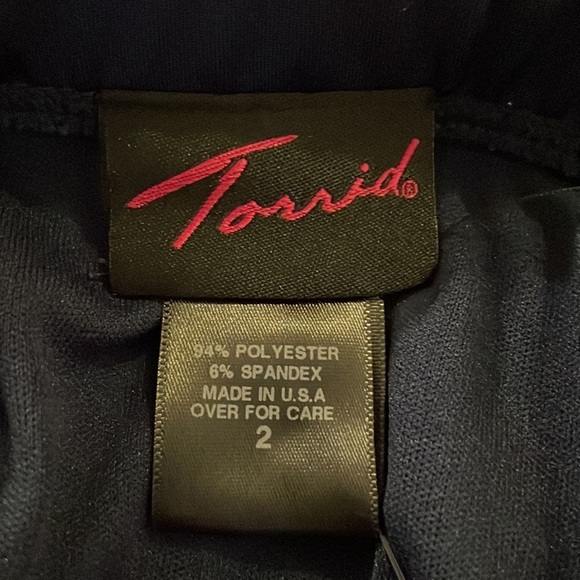 Torrid®
94% POLYESTER
6% SPANDEX
MADE IN U.S.A
OVER FOR CARE
2